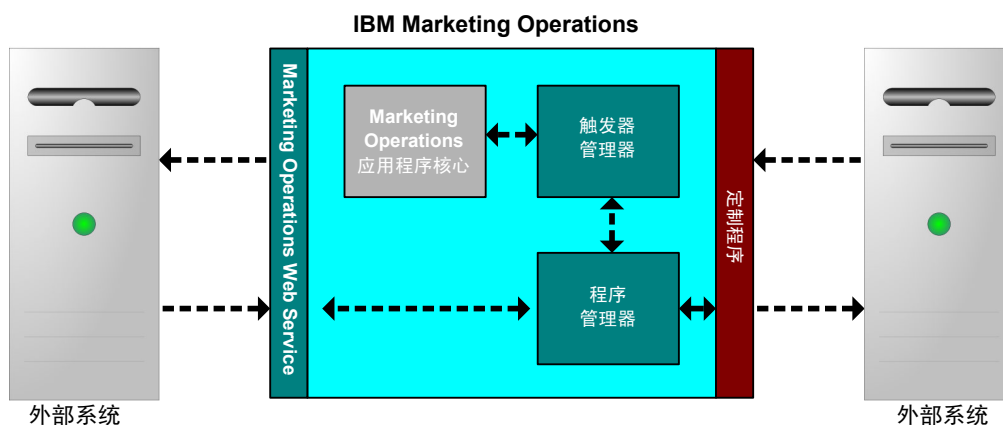 IBM Marketing Operations
Marketing Operations Web Service
Marketing
Operations
应用程序核心
触发器
管理器
程序
管理器
定制程序
外部系统
外部系统